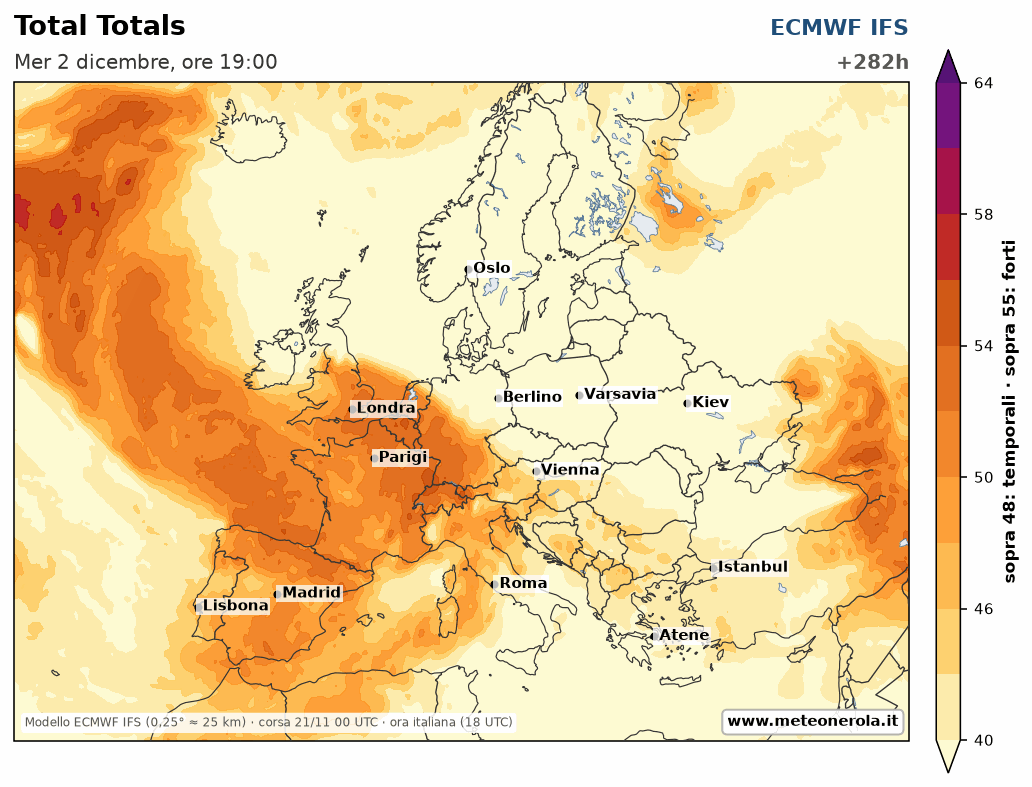 Total Totals
ECMWF IFS
Mer 2 dicembre, ore 19:00
+282h
64
58
54
50
46
40
sopra 48: temporali · sopra 55: forti
Oslo
Londra
Berlino
Varsavia
Kiev
Parigi
Vienna
Istanbul
Roma
Madrid
Lisbona
Atene
Modello ECMWF IFS (0,25° ≈ 25 km) · corsa 21/11 00 UTC · ora italiana (18 UTC)
www.meteonerola.it